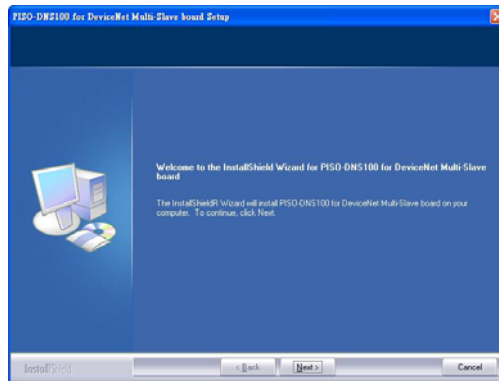 PISO-DNS100 for DeviceNet Multi-Slave board Setup
Welcome to the InstallShield Wizard for PISO-DNS100 for DeviceNet Multi-Slave
board
The InstallShieldR Wizard will install PISO-DNS100 for DeviceNet Multi-Slave board on your
computer. To continue, click Next.
InstallShield
< Back
Next >
Cancel